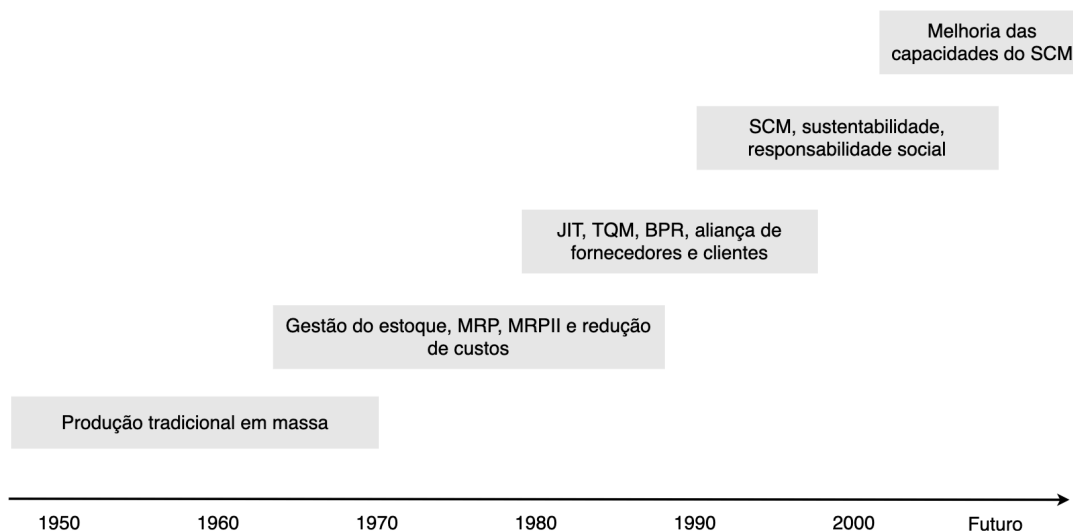 Melhoria das
capacidades do SCM
SCM, sustentabilidade,
responsabilidade social
JIT, TQM, BPR, aliança de
fornecedores e clientes
Gestão do estoque, MRP, MRPII e redução
de custos
Produção tradicional em massa
1950 1960 1970 1980 1990 2000 Futuro